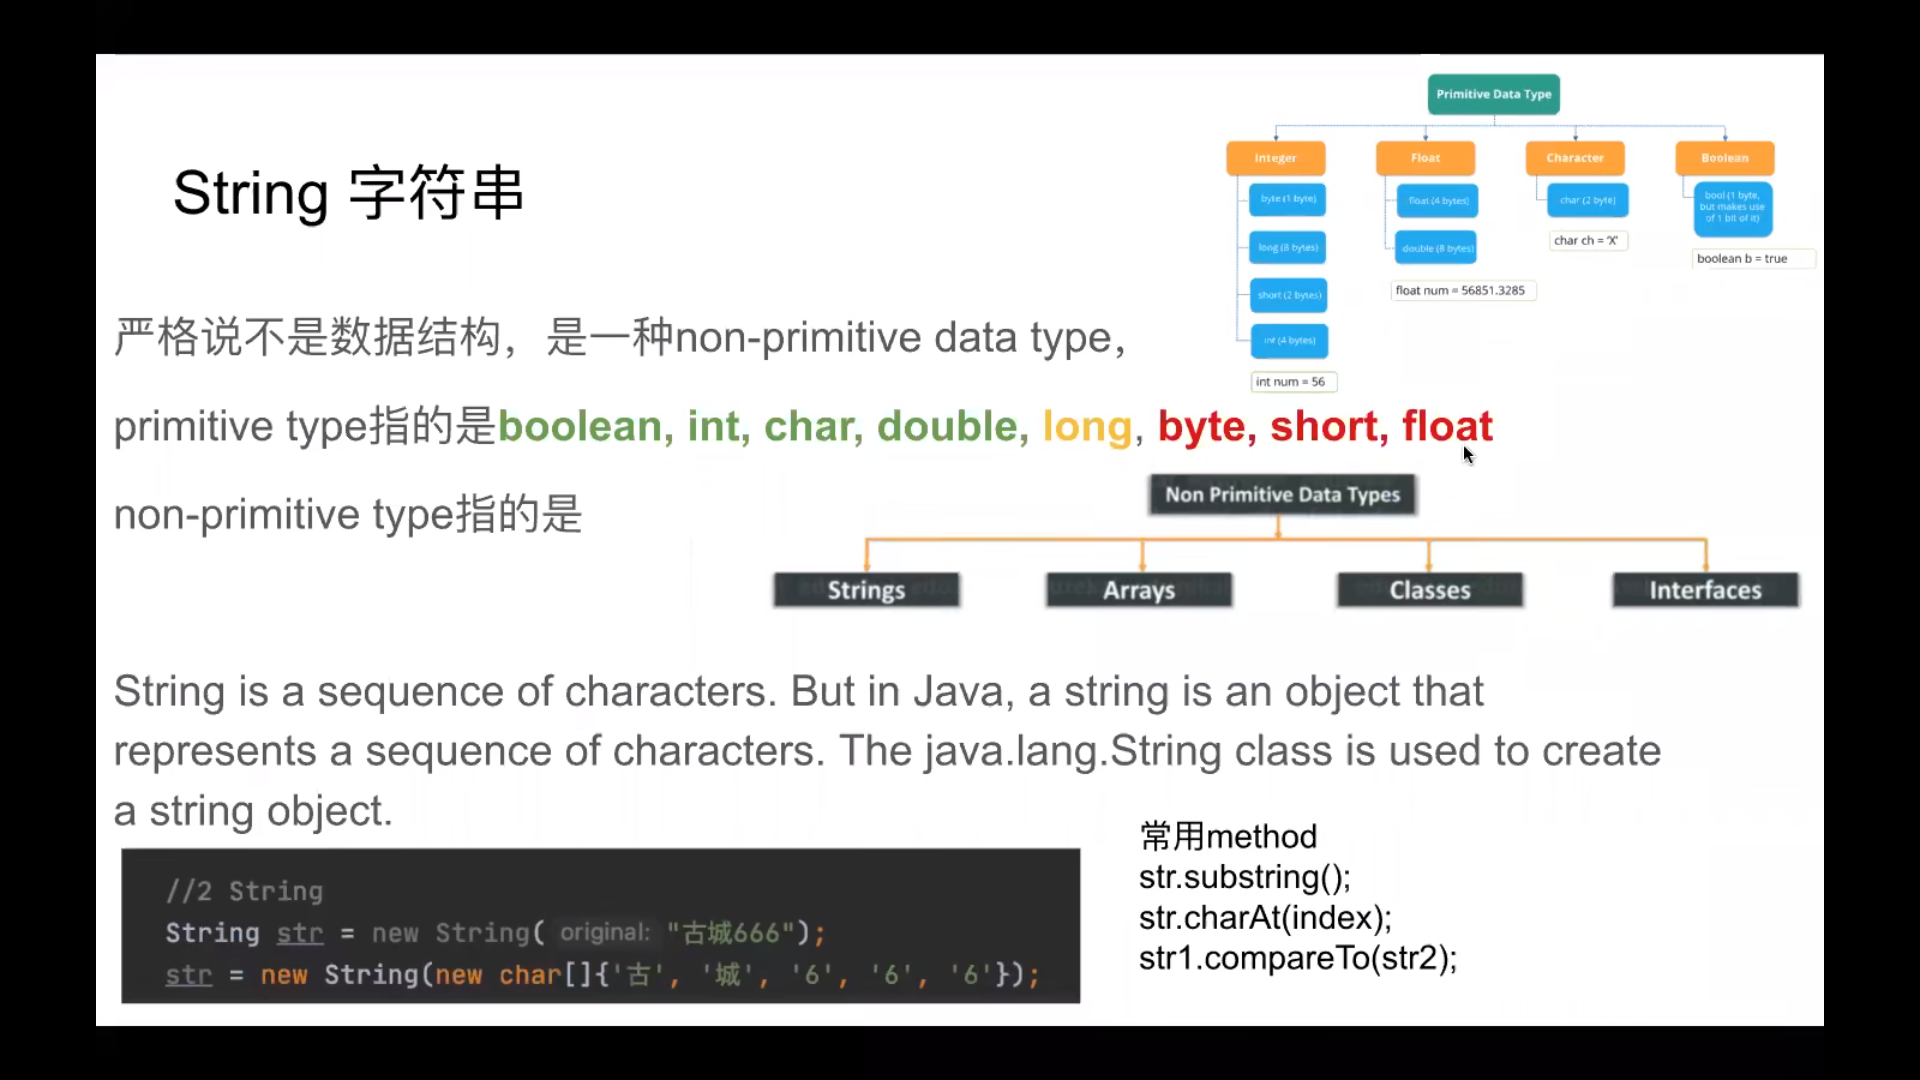 String 字符串
Primitive Data Type
Integer
Float
Character
Boolean
byte (1 byte)
long (8 bytes)
short (2 bytes)
int (4 bytes)
int num = 56
float (4 bytes)
double (8 bytes)
float num = 56851.3285
char (2 byte)
char ch = 'X'
bool (1 byte,
but makes use
of 1 bit of it)
boolean b = true
严格说不是数据结构，是一种non-primitive data type，
primitive type指的是boolean, int, char, double, long, byte, short, float
non-primitive type指的是
Non Primitive Data Types
Strings
Arrays
Classes
Interfaces
String is a sequence of characters. But in Java, a string is an object that
represents a sequence of characters. The java.lang.String class is used to create
a string object.
//2 String
String str = new String( original: "古城666");
str = new String(new char[]{'古', '城', '6', '6', '6'});
常用method
str.substring();
str.charAt(index);
str1.compareTo(str2);